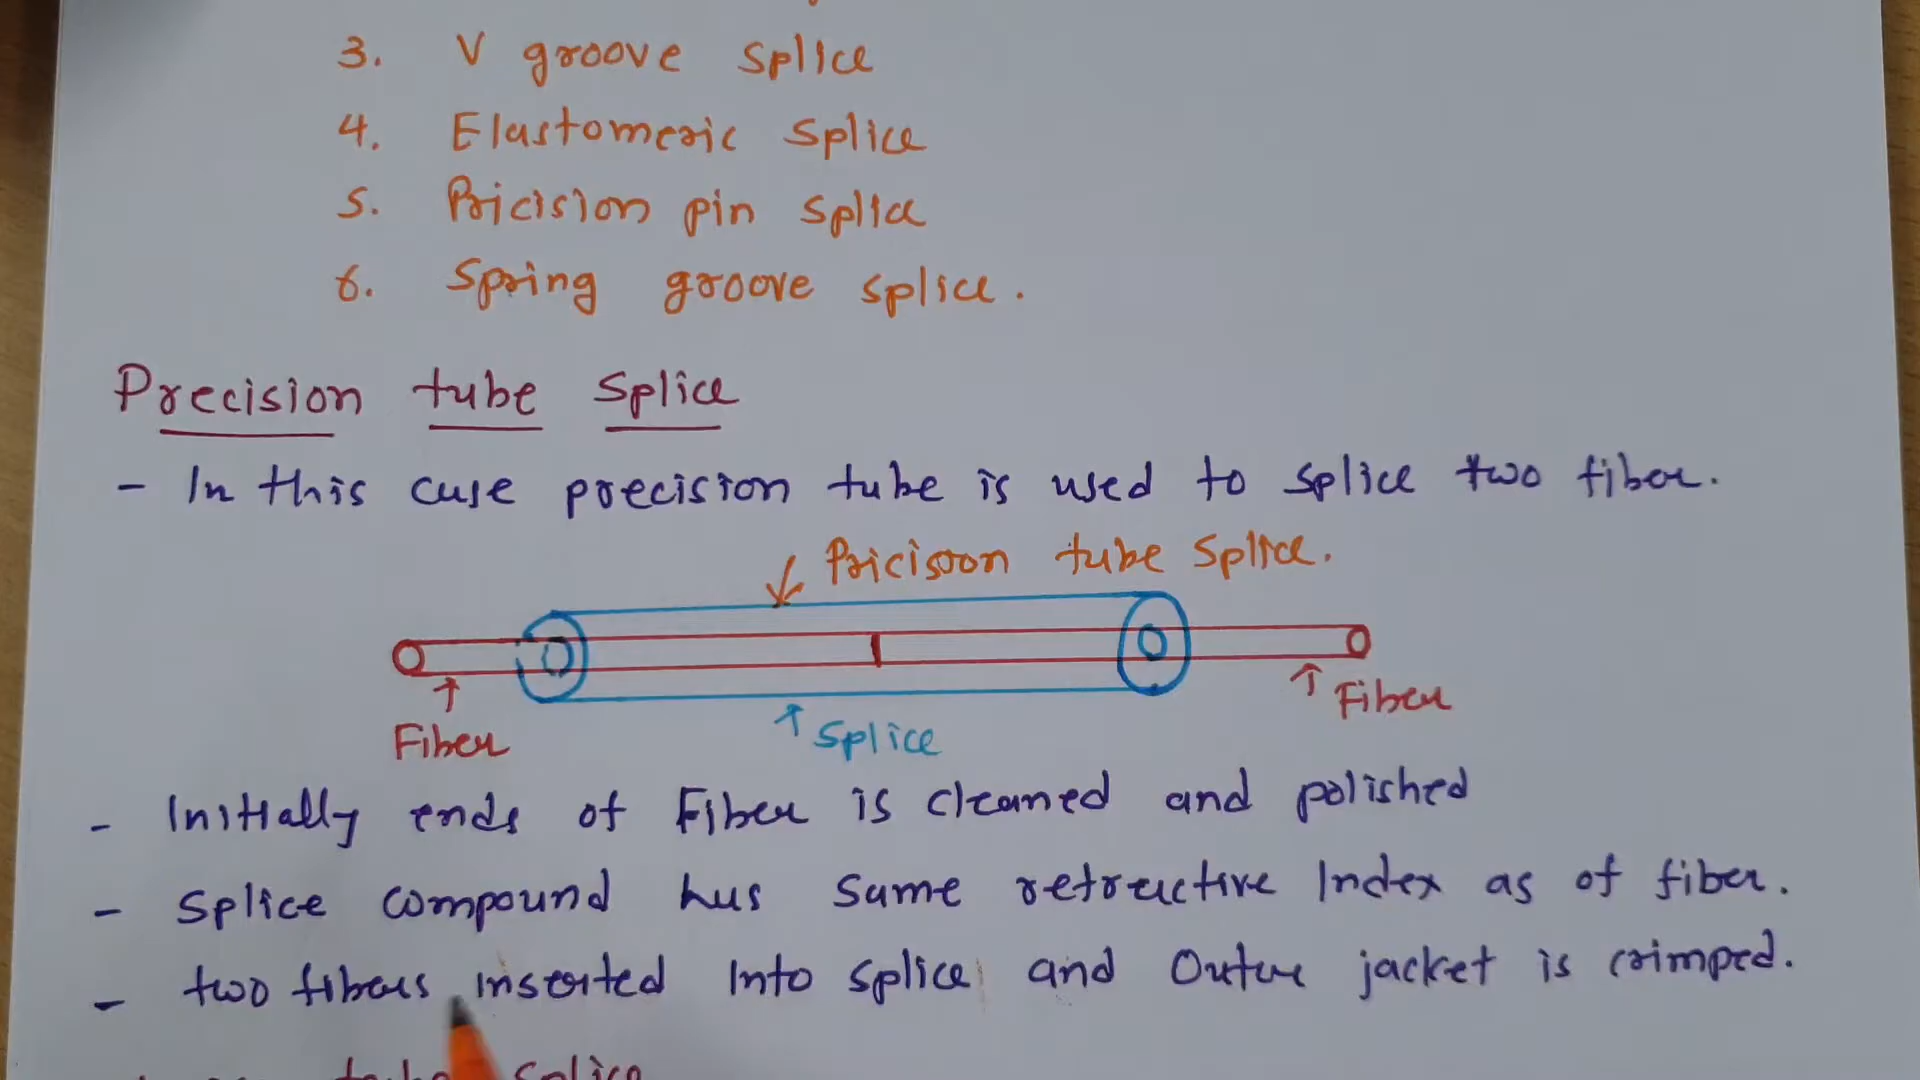 3. V groove splice
4. Elastomeric splice
5. Pricision pin splice
6. Spring groove splice.
Precision tube splice
- In this case precision tube is used to splice two fiber.
Pricision tube splice.
Fiber
Splice
Fiber
- Initially ends of Fiber is cleaned and polished
- Splice compound has same refractive index as of fiber.
- two fibers inserted into splice and outer jacket is crimped.
tube splice